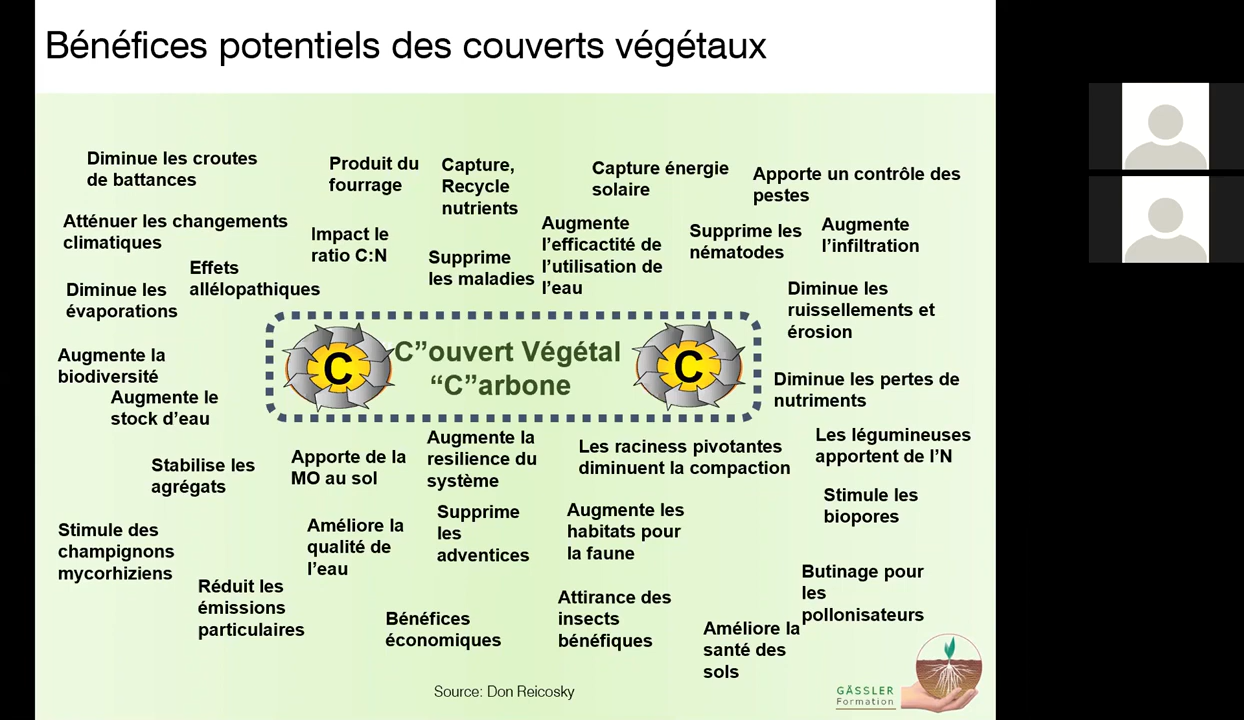 Bénéfices potentiels des couverts végétaux
Diminue les croutes
de battances
Produit du
fourrage
Capture,
Recycle
nutrients
Capture énergie
solaire
Apporte un contrôle des
pestes
Atténuer les changements
climatiques
Impact le
ratio C:N
Augmente
l’efficactité de
l’utilisation de
l’eau
Supprime les
nématodes
Augmente
l’infiltration
Effets
allélopathiques
Supprime
les maladies
Diminue les
évaporations
Diminue les
ruissellements et
érosion
C
C”ouvert Végétal
“C”arbone
C
Augmente la
biodiversité
Augmente le
stock d’eau
Diminue les pertes de
nutriments
Augmente la
resilience du
système
Les raciness pivotantes
diminuent la compaction
Les légumineuses
apportent de l’N
Stabilise les
agrégats
Apporte de la
MO au sol
Stimule les
biopores
Stimule des
champignons
mycorhiziens
Améliore la
qualité de
l’eau
Supprime
les
adventices
Augmente les
habitats pour
la faune
Réduit les
émissions
particulaires
Bénéfices
économiques
Attirance des
insects
bénéfiques
Améliore la
santé des
sols
Butinage pour
les
pollonisateurs
Source: Don Reicosky
GÄSSLER
Formation